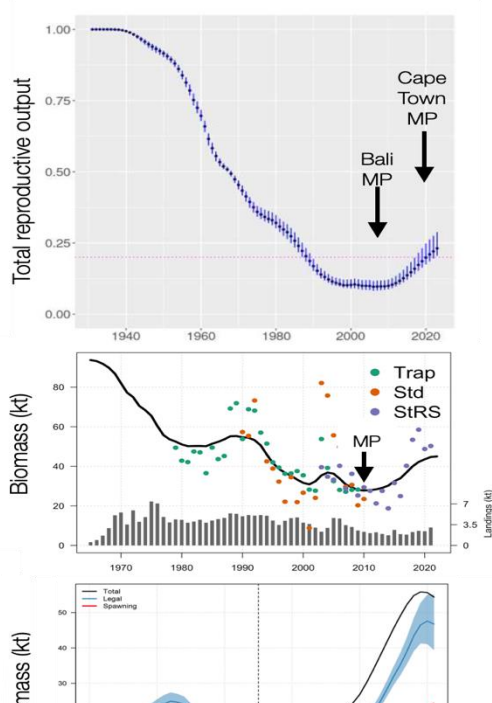 Total reproductive output
1.00
0.75
0.50
0.25
0.00
Cape
Town
MP
Bali
MP
1940
1960
1980
2000
2020
Biomass (kt)
80
60
40
20
0
Trap
Std
StRS
MP
7
3.5
0
Landings (kt)
1970
1980
1990
2000
2010
2020
mass (kt)
50
40
30
Total
Legal
Spawning